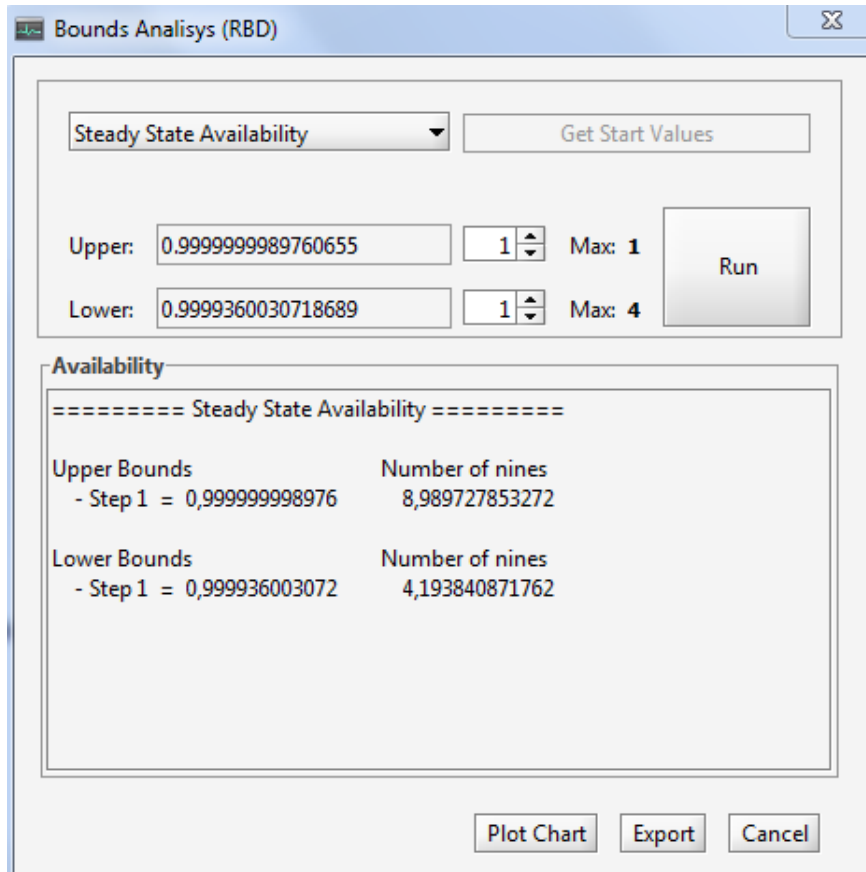 Bounds Analisys (RBD)
Steady State Availability Get Start Values
Upper: 0.9999999989760655 1 Max: 1
Run
Lower: 0.9999360030718689 1 Max: 4
Availability
========= Steady State Availability =========
Upper Bounds Number of nines
- Step 1 = 0,999999998976 8,989727853272
Lower Bounds Number of nines
- Step 1 = 0,999936003072 4,193840871762
Plot Chart Export Cancel